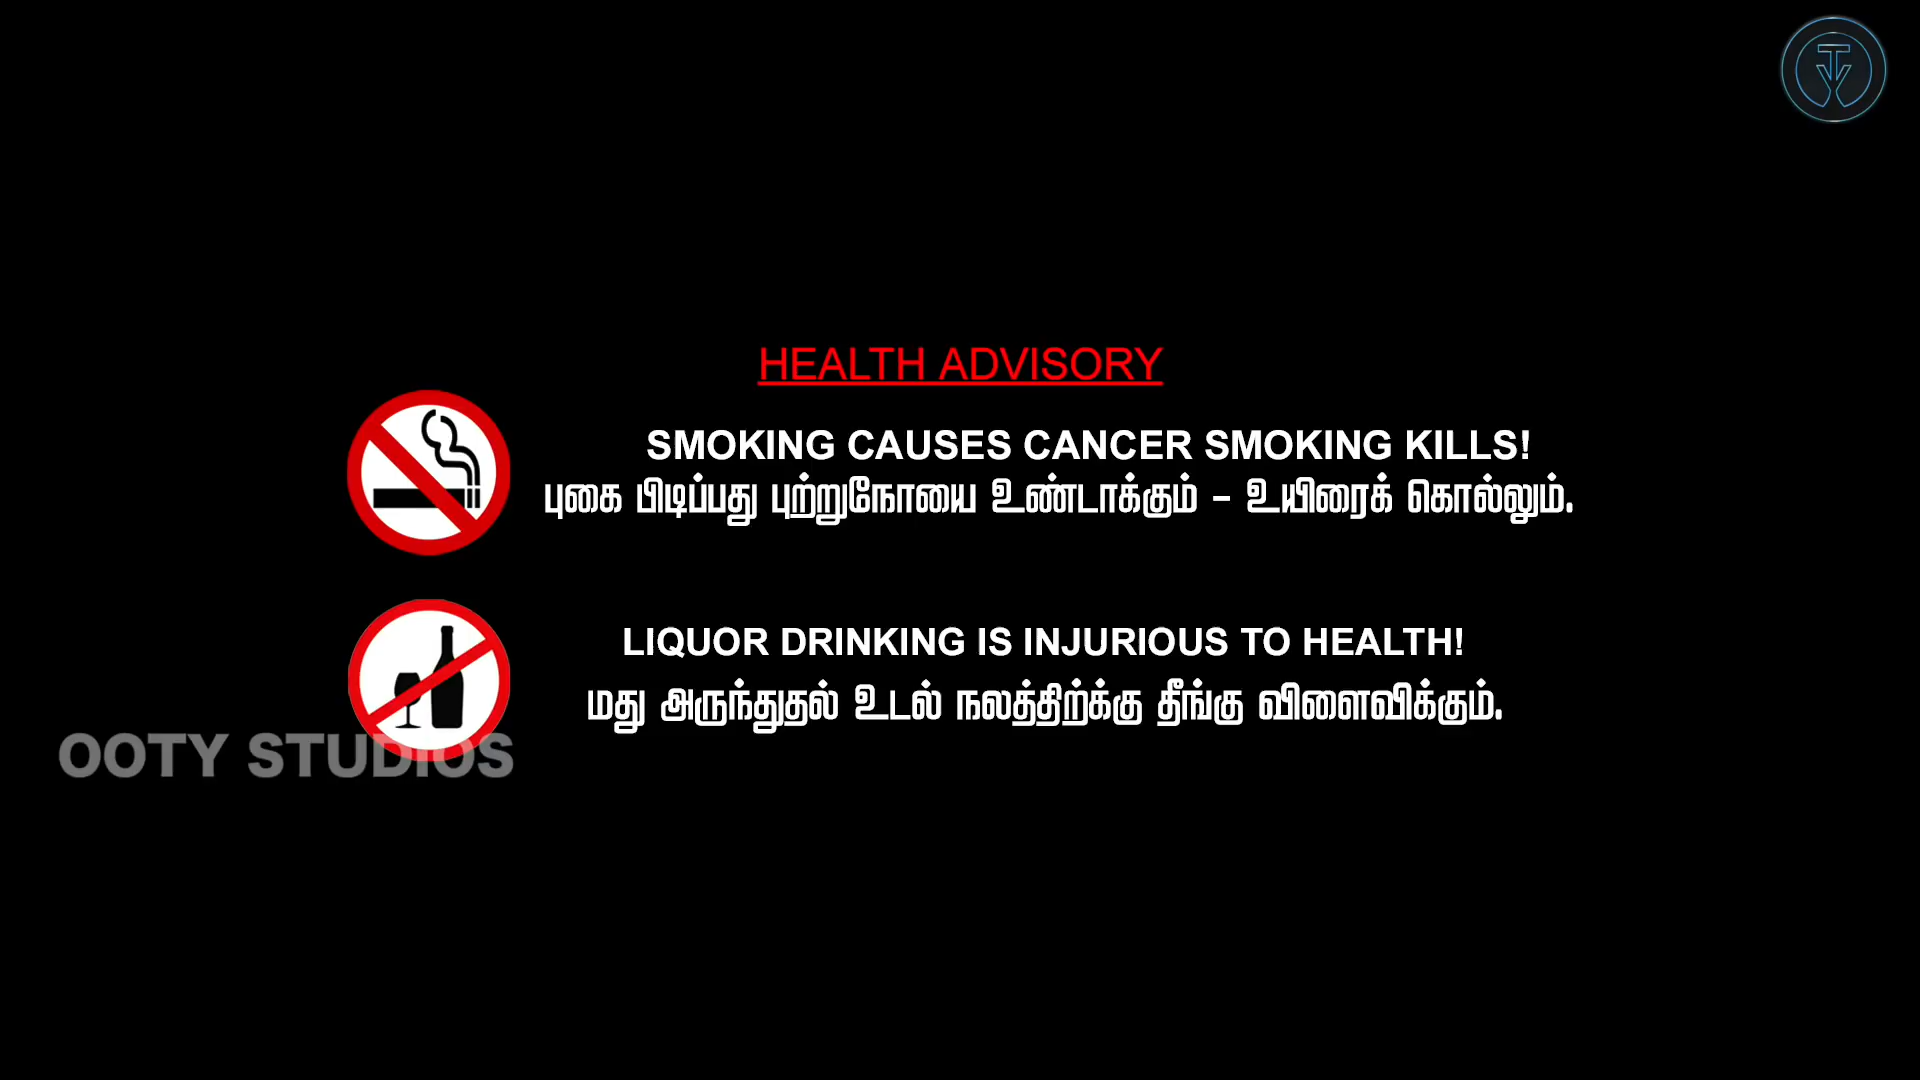 HEALTH ADVISORY
SMOKING CAUSES CANCER SMOKING KILLS!
புகை பிடிப்பது புற்றுநோயை உண்டாக்கும் - உயிரைக் கொல்லும்.
LIQUOR DRINKING IS INJURIOUS TO HEALTH!
மது அருந்துதல் உடல் நலத்திற்க்கு தீங்கு விளைவிக்கும்.
OOTY STUDIOS